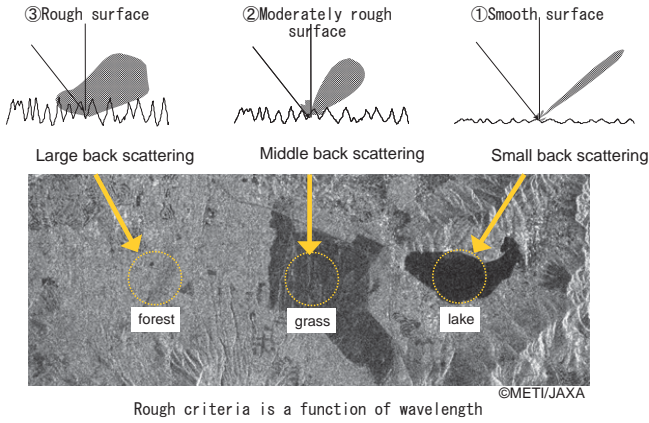 ③Rough surface
②Moderately rough
surface
①Smooth surface
Large back scattering
Middle back scattering
Small back scattering
forest
grass
lake
©METI/JAXA
Rough criteria is a function of wavelength